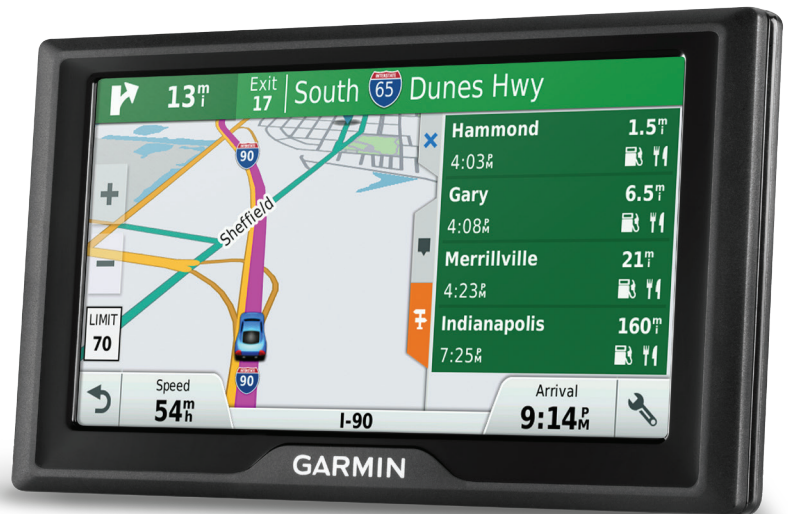 13 mi
Exit 17
South 65 Dunes Hwy
Hammond 1.5 mi
4:03 PM
Gary 6.5 mi
4:08 PM
Merrillville 21 mi
4:23 PM
Indianapolis 160 mi
7:25 PM
90
Sheffield
+
-
LIMIT
70
90
Speed
54 mh
I-90
Arrival
9:14 PM
GARMIN